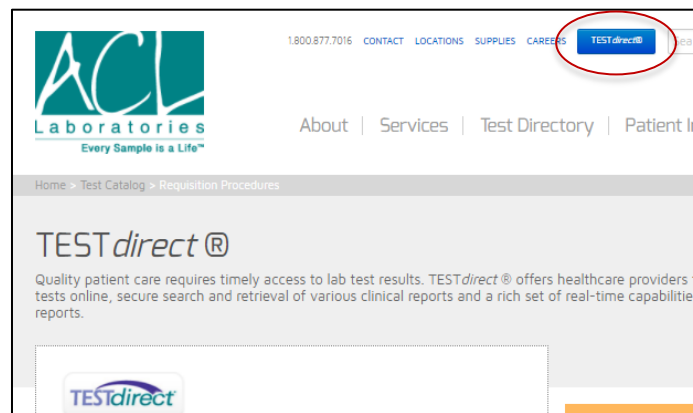 1.800.877.7016 CONTACT LOCATIONS SUPPLIES CAREERS TESTdirect®
ACL
Laboratories
Every Sample is a Life™
About | Services | Test Directory | Patient
Home > Test Catalog > Requisition Procedures
TESTdirect ®
Quality patient care requires timely access to lab test results. TESTdirect ® offers healthcare providers
tests online, secure search and retrieval of various clinical reports and a rich set of real-time capabilitie
reports.
TESTdirect